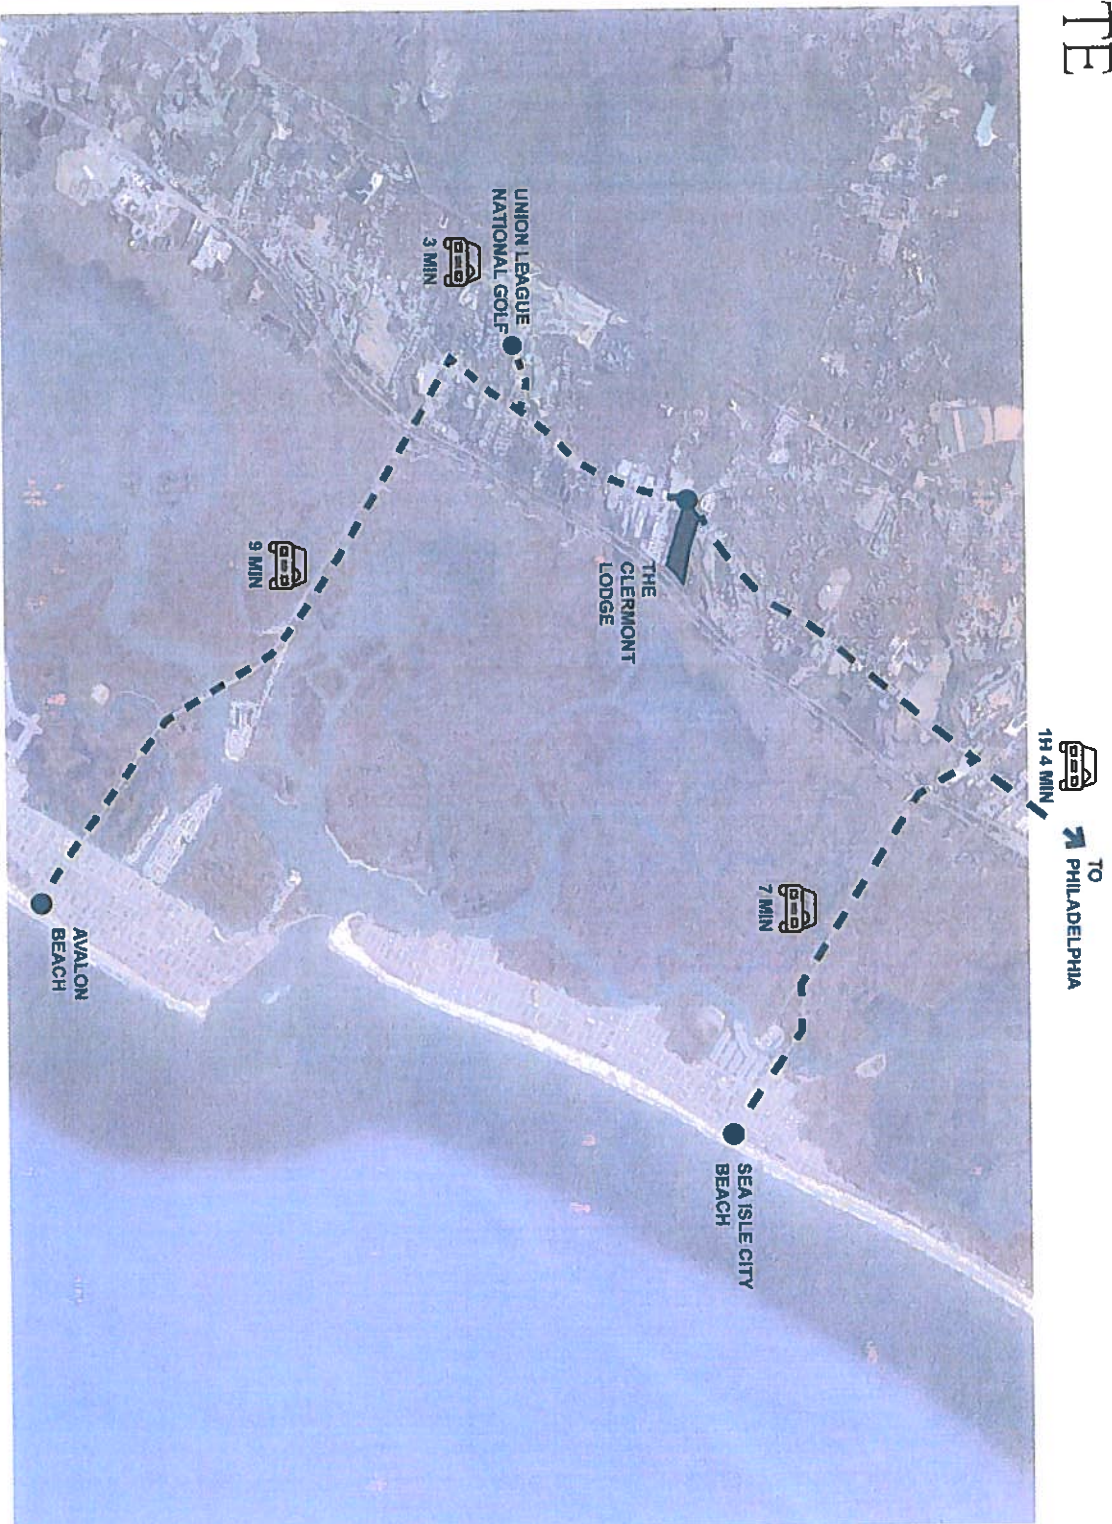 TE
TO
PHILADELPHIA
1H 4 MIN
7 MIN
SEA ISLE CITY
BEACH
THE
CLERMONT
LODGE
UNION LEAGUE
NATIONAL GOLF
3 MIN
9 MIN
AVALON
BEACH